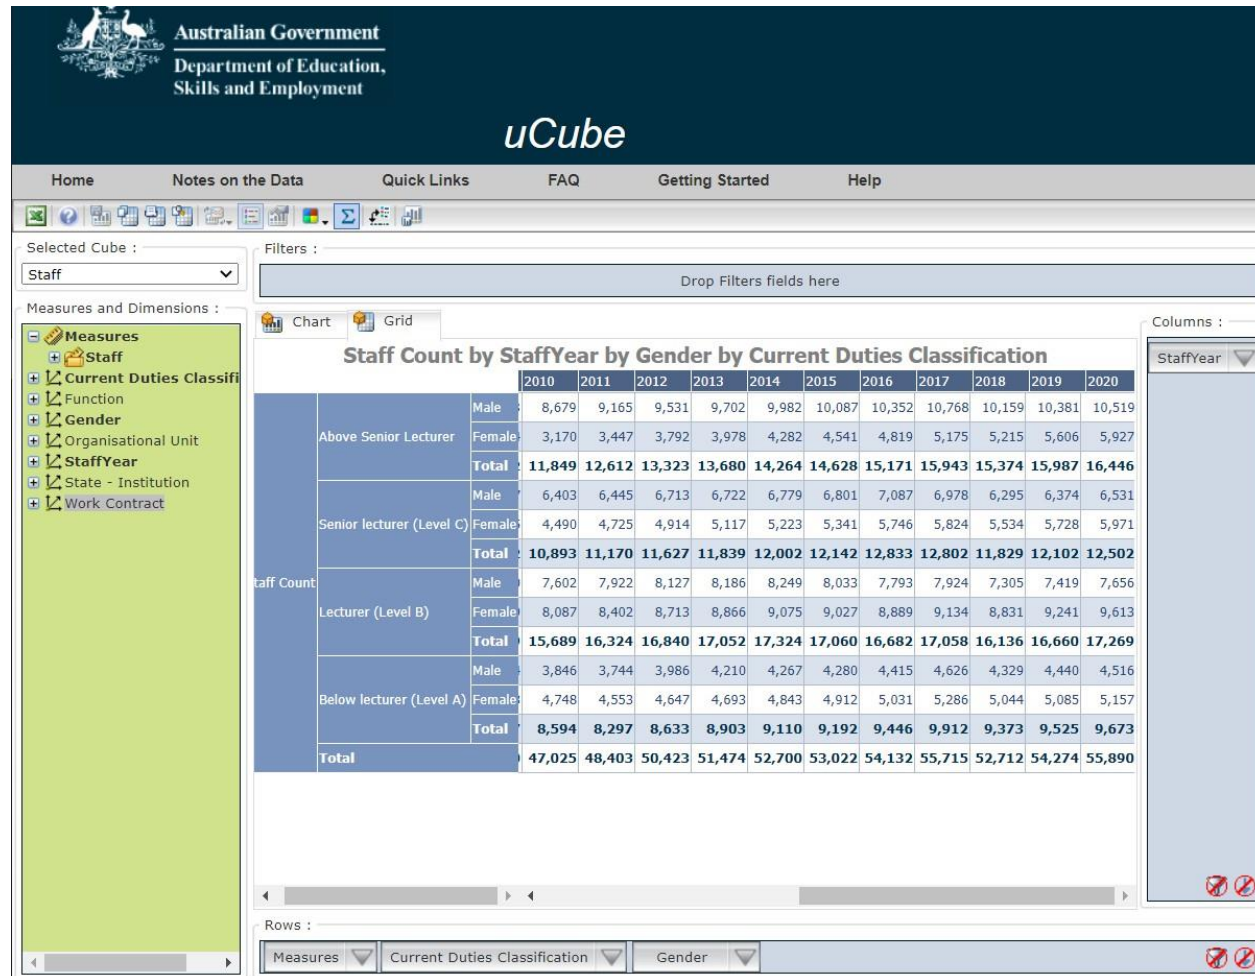 Australian Government
Department of Education,
Skills and Employment
uCube
Home Notes on the Data Quick Links FAQ Getting Started Help
Selected Cube :
Staff
Filters :
Drop Filters fields here
Measures and Dimensions :
Measures
Staff
Current Duties Classifi
Function
Gender
Organisational Unit
StaffYear
State - Institution
Work Contract
Chart Grid
Columns :
StaffYear
Staff Count by StaffYear by Gender by Current Duties Classification
2010 2011 2012 2013 2014 2015 2016 2017 2018 2019 2020
taff Count
Above Senior Lecturer
Male 8,679 9,165 9,531 9,702 9,982 10,087 10,352 10,768 10,159 10,381 10,519
Female 3,170 3,447 3,792 3,978 4,282 4,541 4,819 5,175 5,215 5,606 5,927
Total 11,849 12,612 13,323 13,680 14,264 14,628 15,171 15,943 15,374 15,987 16,446
Senior lecturer (Level C)
Male 6,403 6,445 6,713 6,722 6,779 6,801 7,087 6,978 6,295 6,374 6,531
Female 4,490 4,725 4,914 5,117 5,223 5,341 5,746 5,824 5,534 5,728 5,971
Total 10,893 11,170 11,627 11,839 12,002 12,142 12,833 12,802 11,829 12,102 12,502
Lecturer (Level B)
Male 7,602 7,922 8,127 8,186 8,249 8,033 7,793 7,924 7,305 7,419 7,656
Female 8,087 8,402 8,713 8,866 9,075 9,027 8,889 9,134 8,831 9,241 9,613
Total 15,689 16,324 16,840 17,052 17,324 17,060 16,682 17,058 16,136 16,660 17,269
Below lecturer (Level A)
Male 3,846 3,744 3,986 4,210 4,267 4,280 4,415 4,626 4,329 4,440 4,516
Female 4,748 4,553 4,647 4,693 4,843 4,912 5,031 5,286 5,044 5,085 5,157
Total 8,594 8,297 8,633 8,903 9,110 9,192 9,446 9,912 9,373 9,525 9,673
Total 47,025 48,403 50,423 51,474 52,700 53,022 54,132 55,715 52,712 54,274 55,890
Rows :
Measures Current Duties Classification Gender